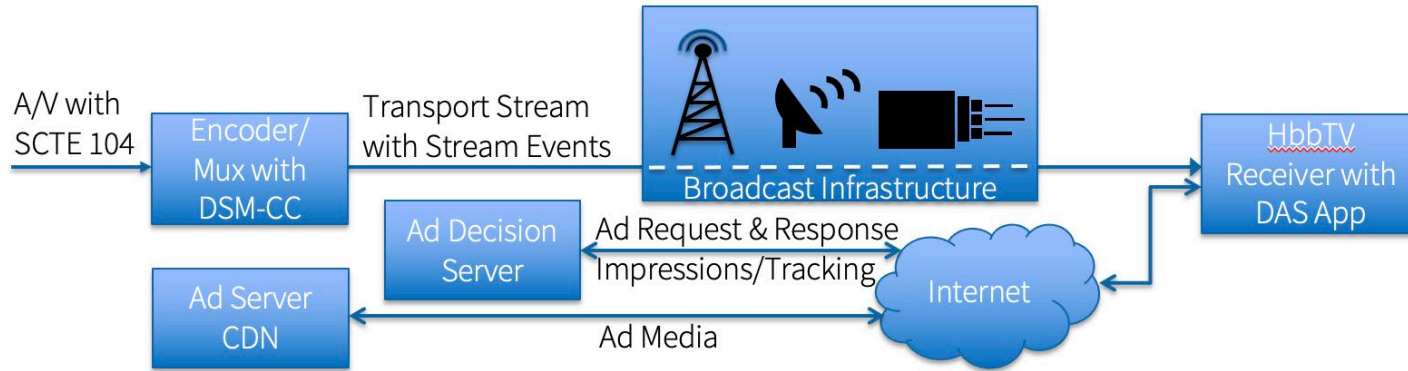 A/V with
SCTE 104
Encoder/
Mux with
DSM-CC
Transport Stream
with Stream Events
Broadcast Infrastructure
HbbTV
Receiver with
DAS App
Ad Decision
Server
Ad Request & Response
Impressions/Tracking
Internet
Ad Server
CDN
Ad Media